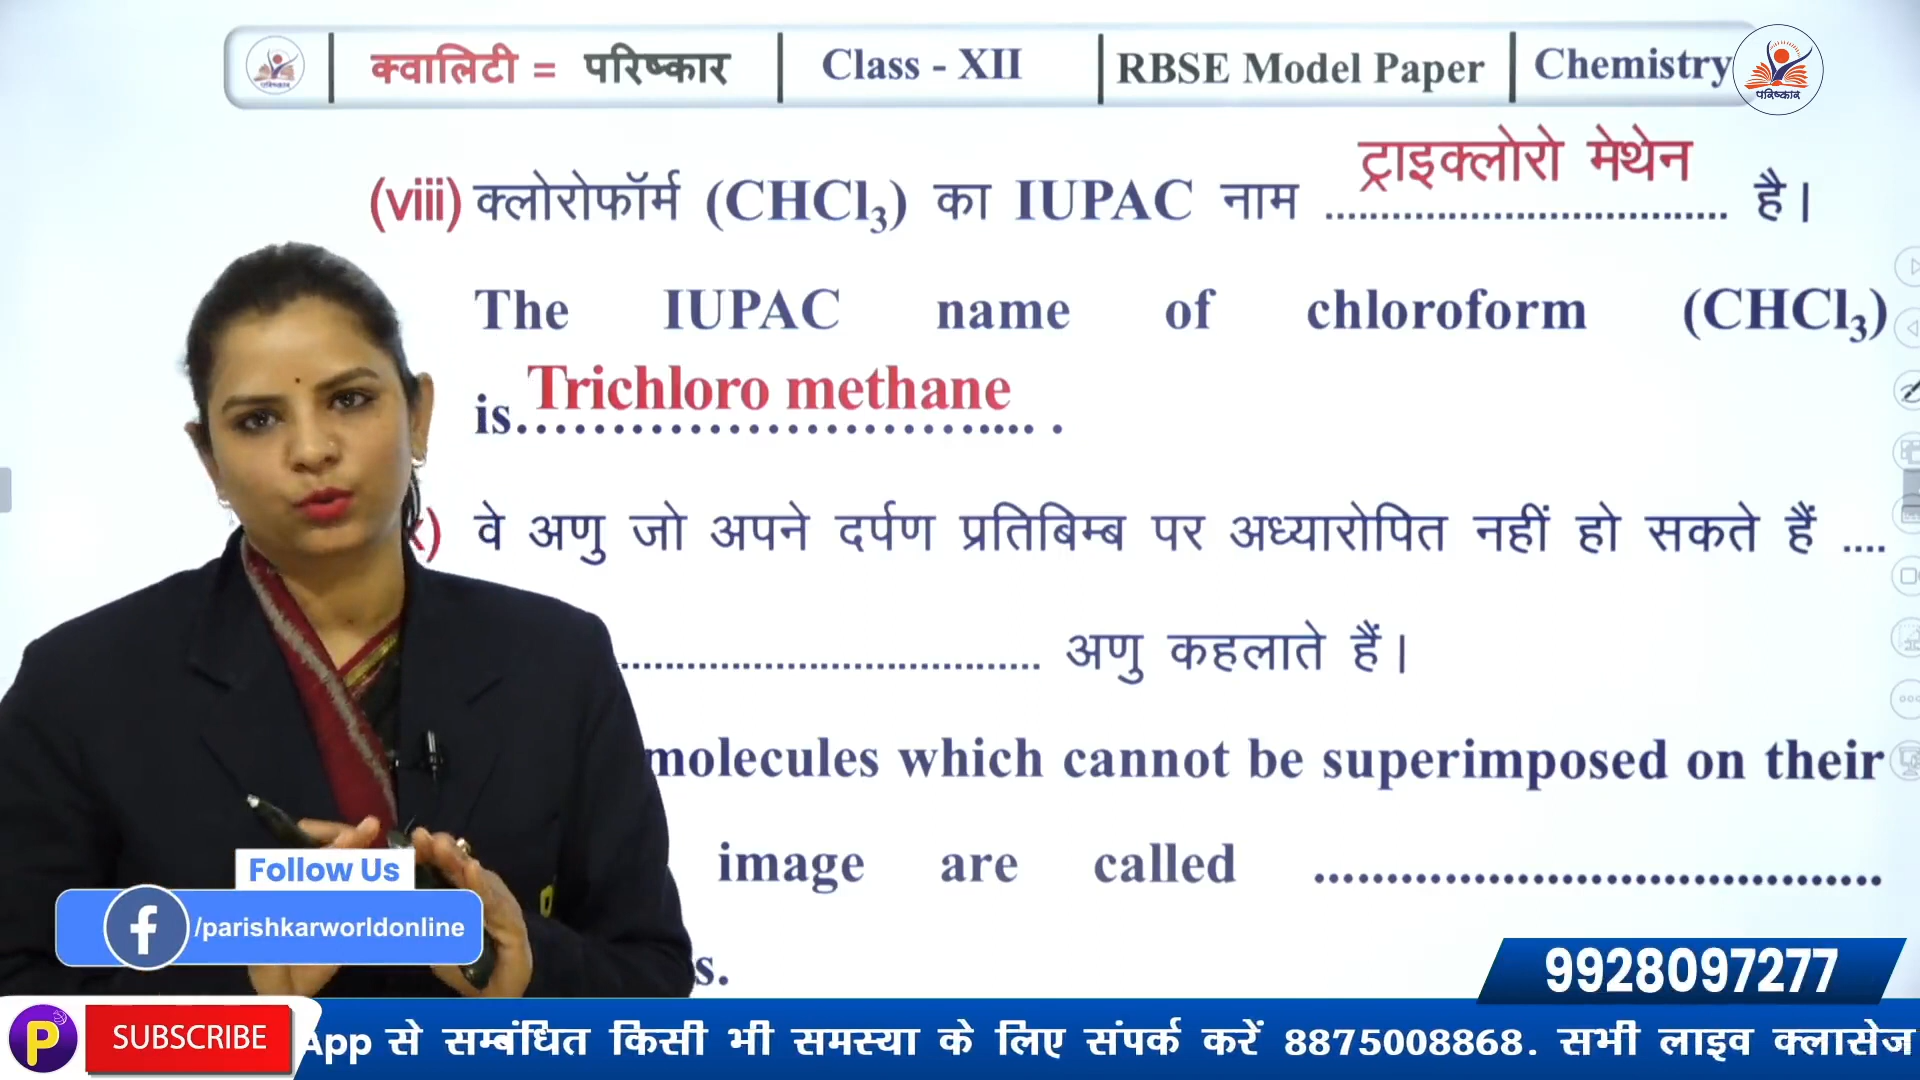 क्वालिटी = परिष्कार Class - XII RBSE Model Paper Chemistry
परिष्कार
ट्राइक्लोरो मेथेन
(viii) क्लोरोफॉर्म (CHCl₃) का IUPAC नाम ........................................ है।
The IUPAC name of chloroform (CHCl₃)
Trichloro methane
is……………………….... .
) वे अणु जो अपने दर्पण प्रतिबिम्ब पर अध्यारोपित नहीं हो सकते हैं ....
.......................................... अणु कहलाते हैं।
molecules which cannot be superimposed on their
image are called .......................................
s.
Follow Us
/parishkarworldonline
9928097277
SUBSCRIBE
App से सम्बंधित किसी भी समस्या के लिए संपर्क करें 8875008868. सभी लाइव क्लासेज